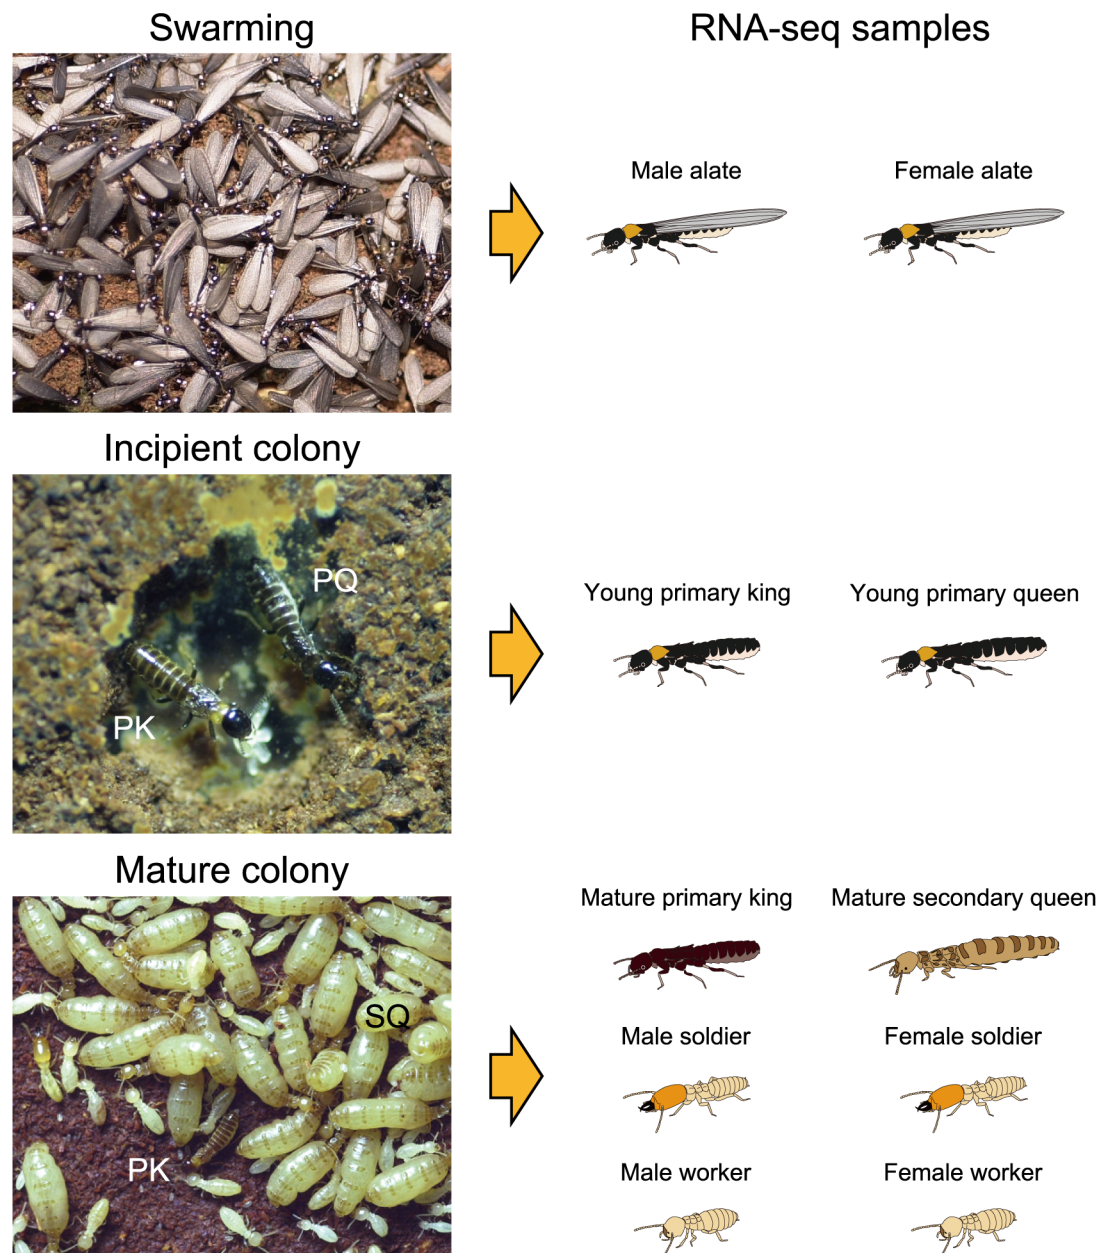 Swarming
RNA-seq samples
Male alate
Female alate
Incipient colony
PQ
PK
Young primary king
Young primary queen
Mature colony
SQ
PK
Mature primary king
Mature secondary queen
Male soldier
Female soldier
Male worker
Female worker